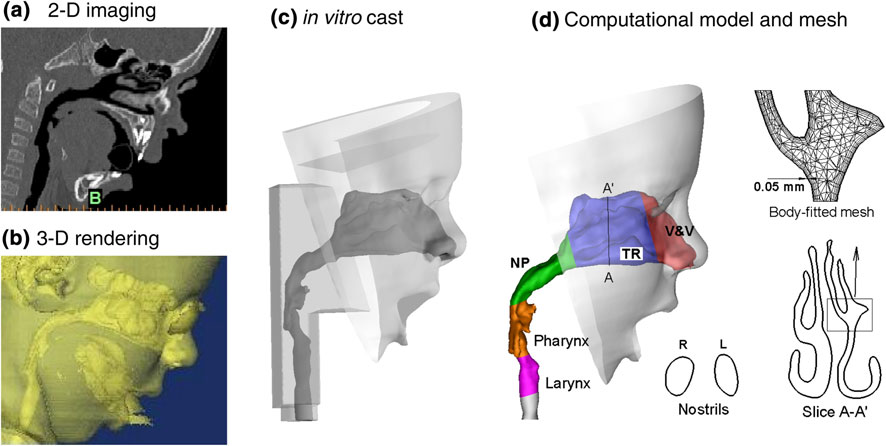 (a) 2-D imaging
B
(b) 3-D rendering
(c) in vitro cast
(d) Computational model and mesh
A'
V&V
TR
NP
A
Pharynx
Larynx
R L
Nostrils
0.05 mm
Body-fitted mesh
Slice A-A'